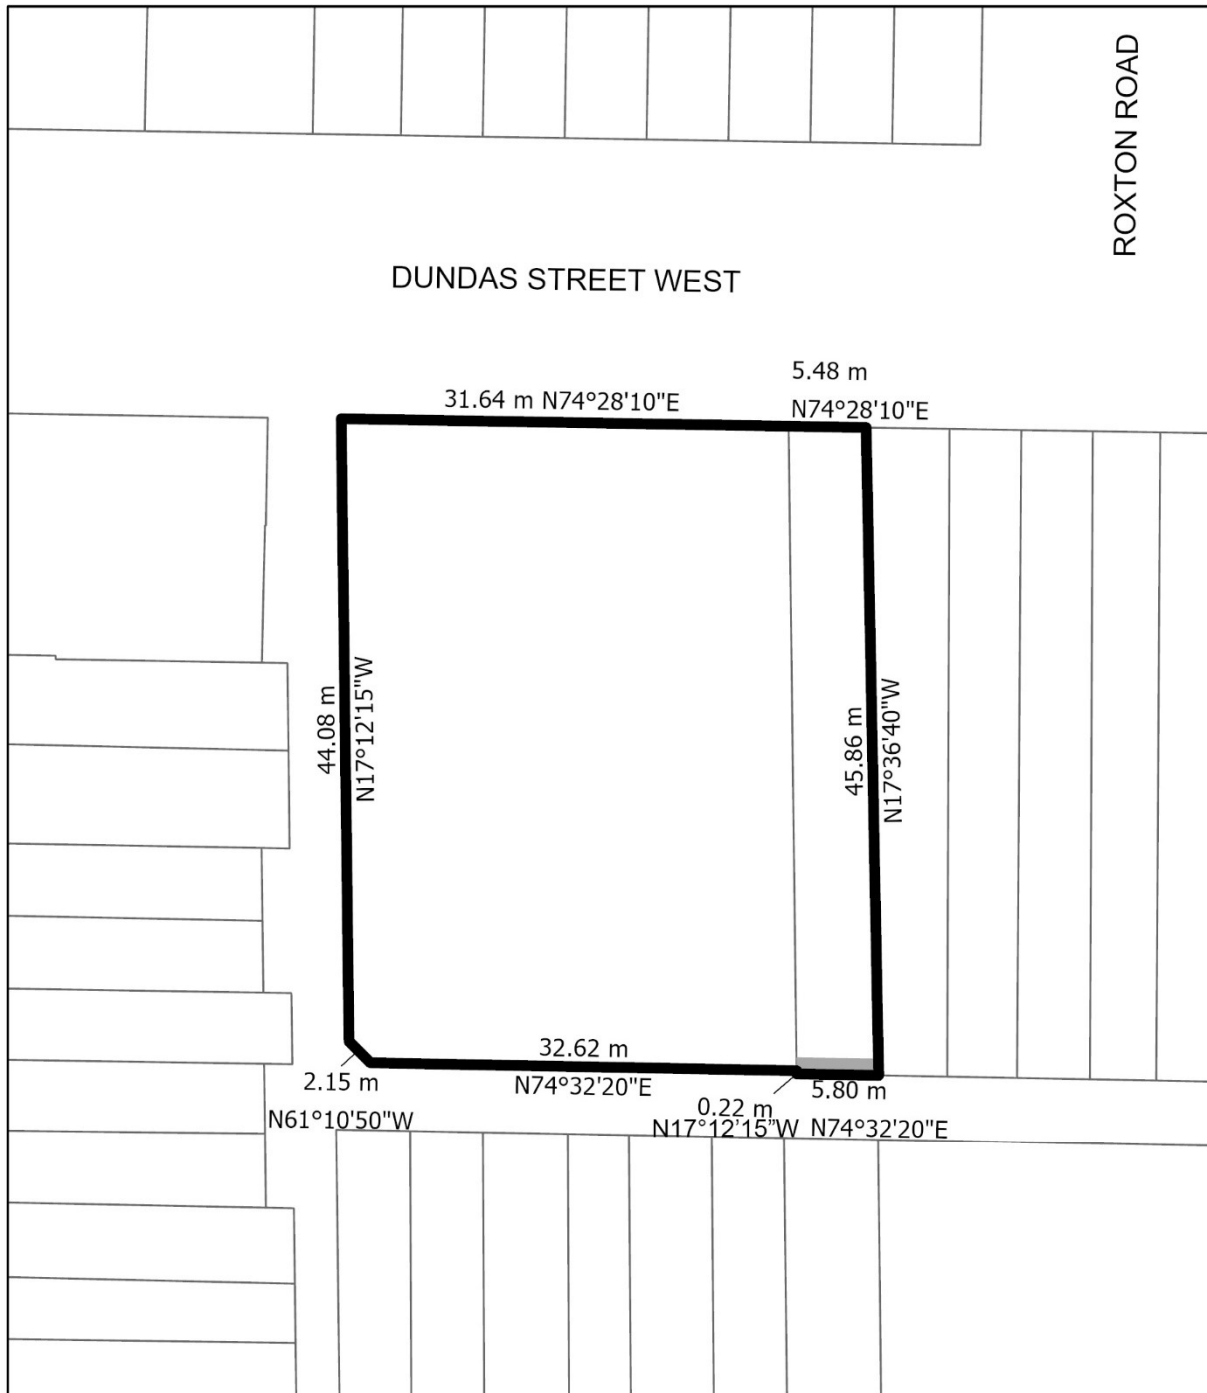 ROXTON ROAD
DUNDAS STREET WEST
5.48 m
31.64 m N74°28'10"E
N74°28'10"E
44.08 m
N17°12'15"W
45.86 m
N17°36'40"W
32.62 m
N74°32'20"E
2.15 m
N61°10'50"W
0.22 m
N17°12'15"W
5.80 m
N74°32'20"E